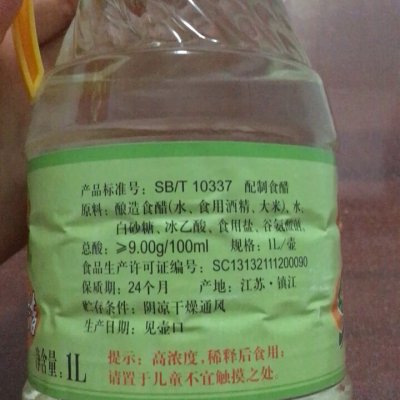 产品标准号: SB/T 10337 配制食醋
原料: 酿造食醋(水、食用酒精、大米)、水、
白砂糖、冰乙酸、食用盐、谷氨酸钠、
总酸: ≥9.00g/100ml 规格: 1L/壶
食品生产许可证编号: SC13132111200090
保质期: 24个月 产地: 江苏·镇江
贮存条件: 阴凉干燥通风
生产日期: 见壶口
净含量: 1L
提示: 高浓度,稀释后食用;
请置于儿童不宜触摸之处。